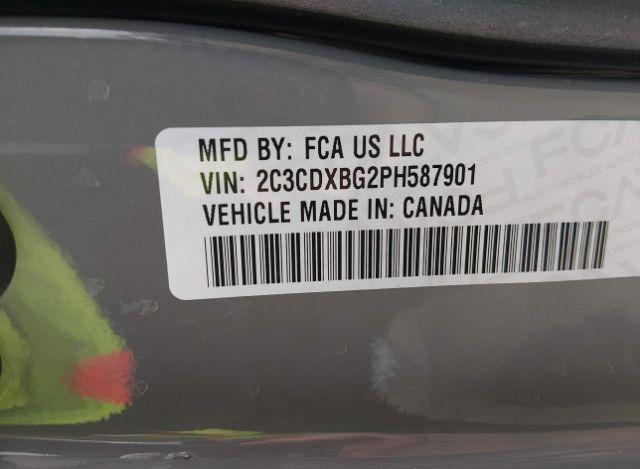 MFD BY: FCA US LLC
VIN: 2C3CDXBG2PH587901
VEHICLE MADE IN: CANADA